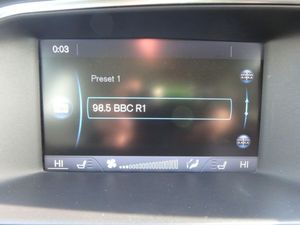 0:03
Preset 1
98.5 BBC R1
HI HI